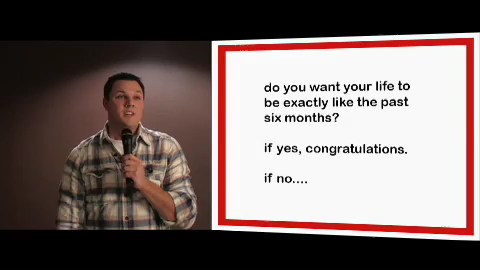 do you want your life to
be exactly like the past
six months?
if yes, congratulations.
if no....